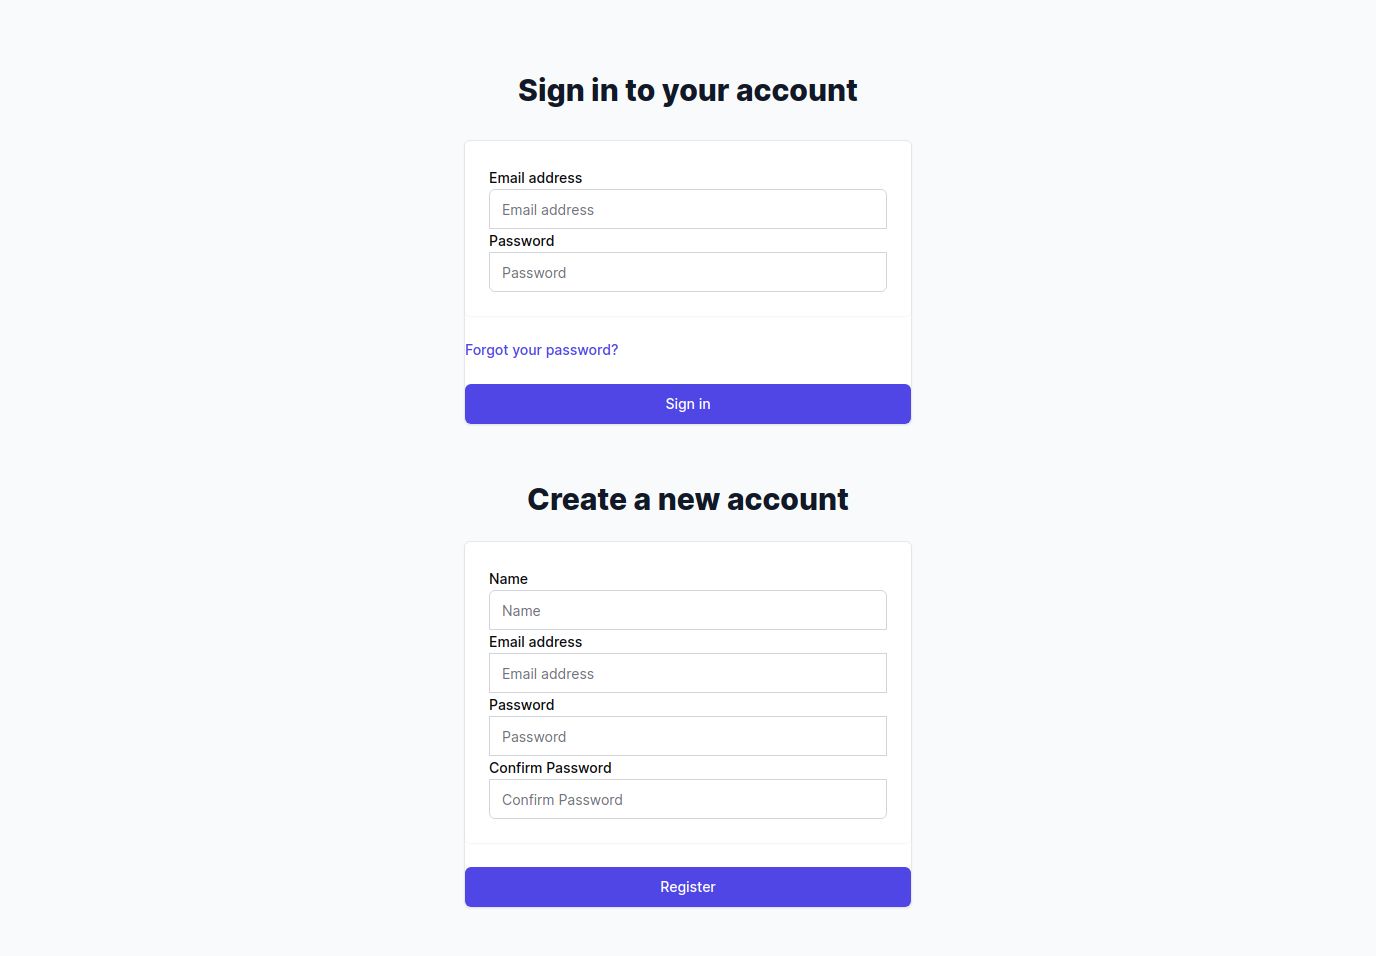 Sign in to your account
Email address
Email address
Password
Password
Forgot your password?
Sign in
Create a new account
Name
Name
Email address
Email address
Password
Password
Confirm Password
Confirm Password
Register